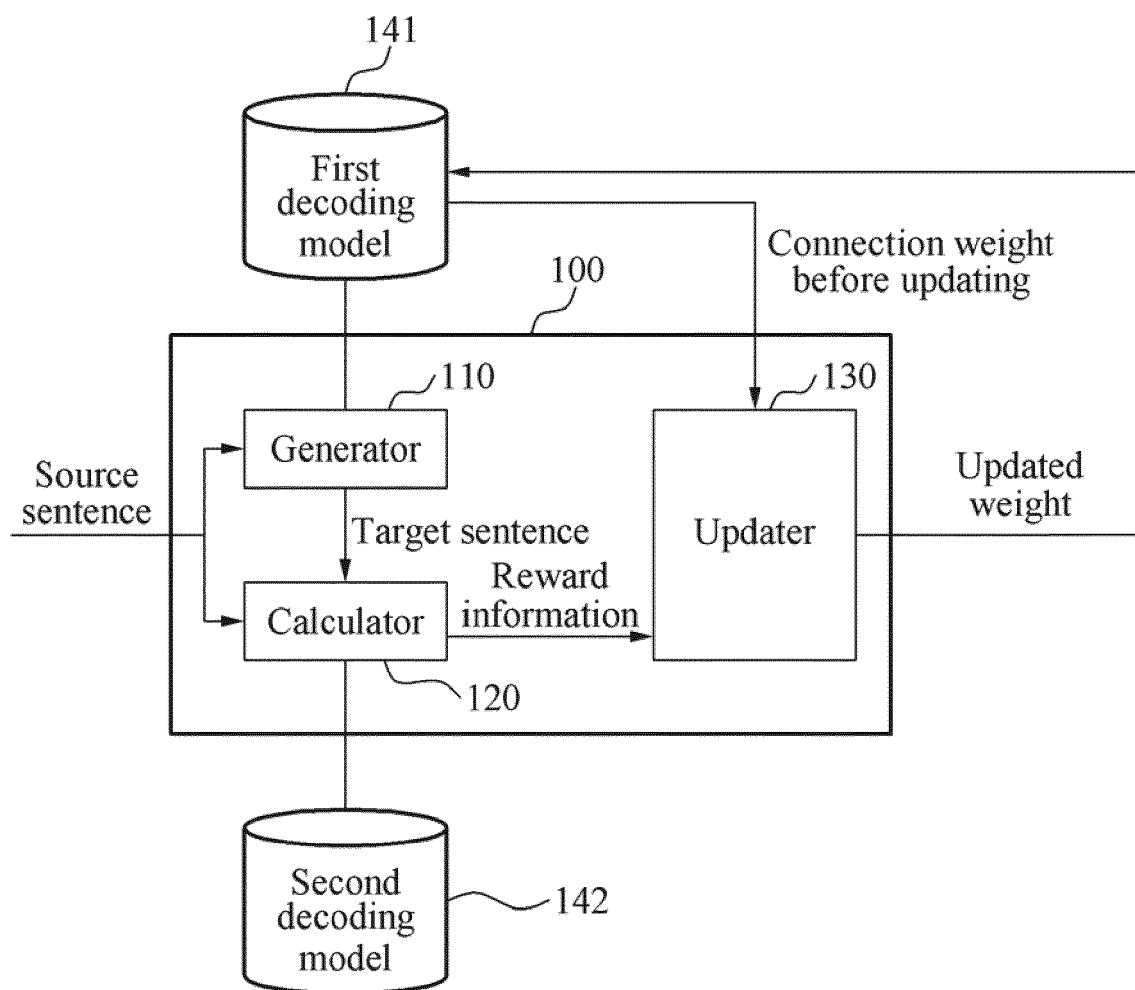 141
First
decoding
model
Connection weight
before updating
100
110
130
Generator
Source
sentence
Updated
weight
Target sentence
Updater
Reward
information
Calculator
120
Second
decoding
model
142